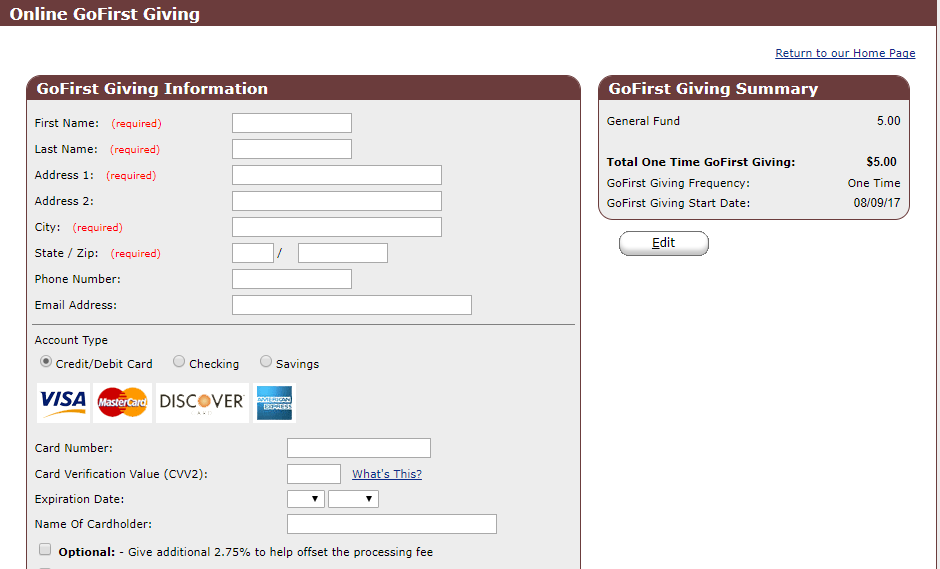 Online GoFirst Giving
Return to our Home Page
GoFirst Giving Information
First Name: (required)
Last Name: (required)
Address 1: (required)
Address 2:
City: (required)
State / Zip: (required) /
Phone Number:
Email Address:
Account Type
Credit/Debit Card Checking Savings
VISA MasterCard DISCOVER AMERICAN EXPRESS
Card Number:
Card Verification Value (CVV2): What's This?
Expiration Date:
Name Of Cardholder:
Optional: - Give additional 2.75% to help offset the processing fee
GoFirst Giving Summary
General Fund 5.00
Total One Time GoFirst Giving: $5.00
GoFirst Giving Frequency: One Time
GoFirst Giving Start Date: 08/09/17
Edit